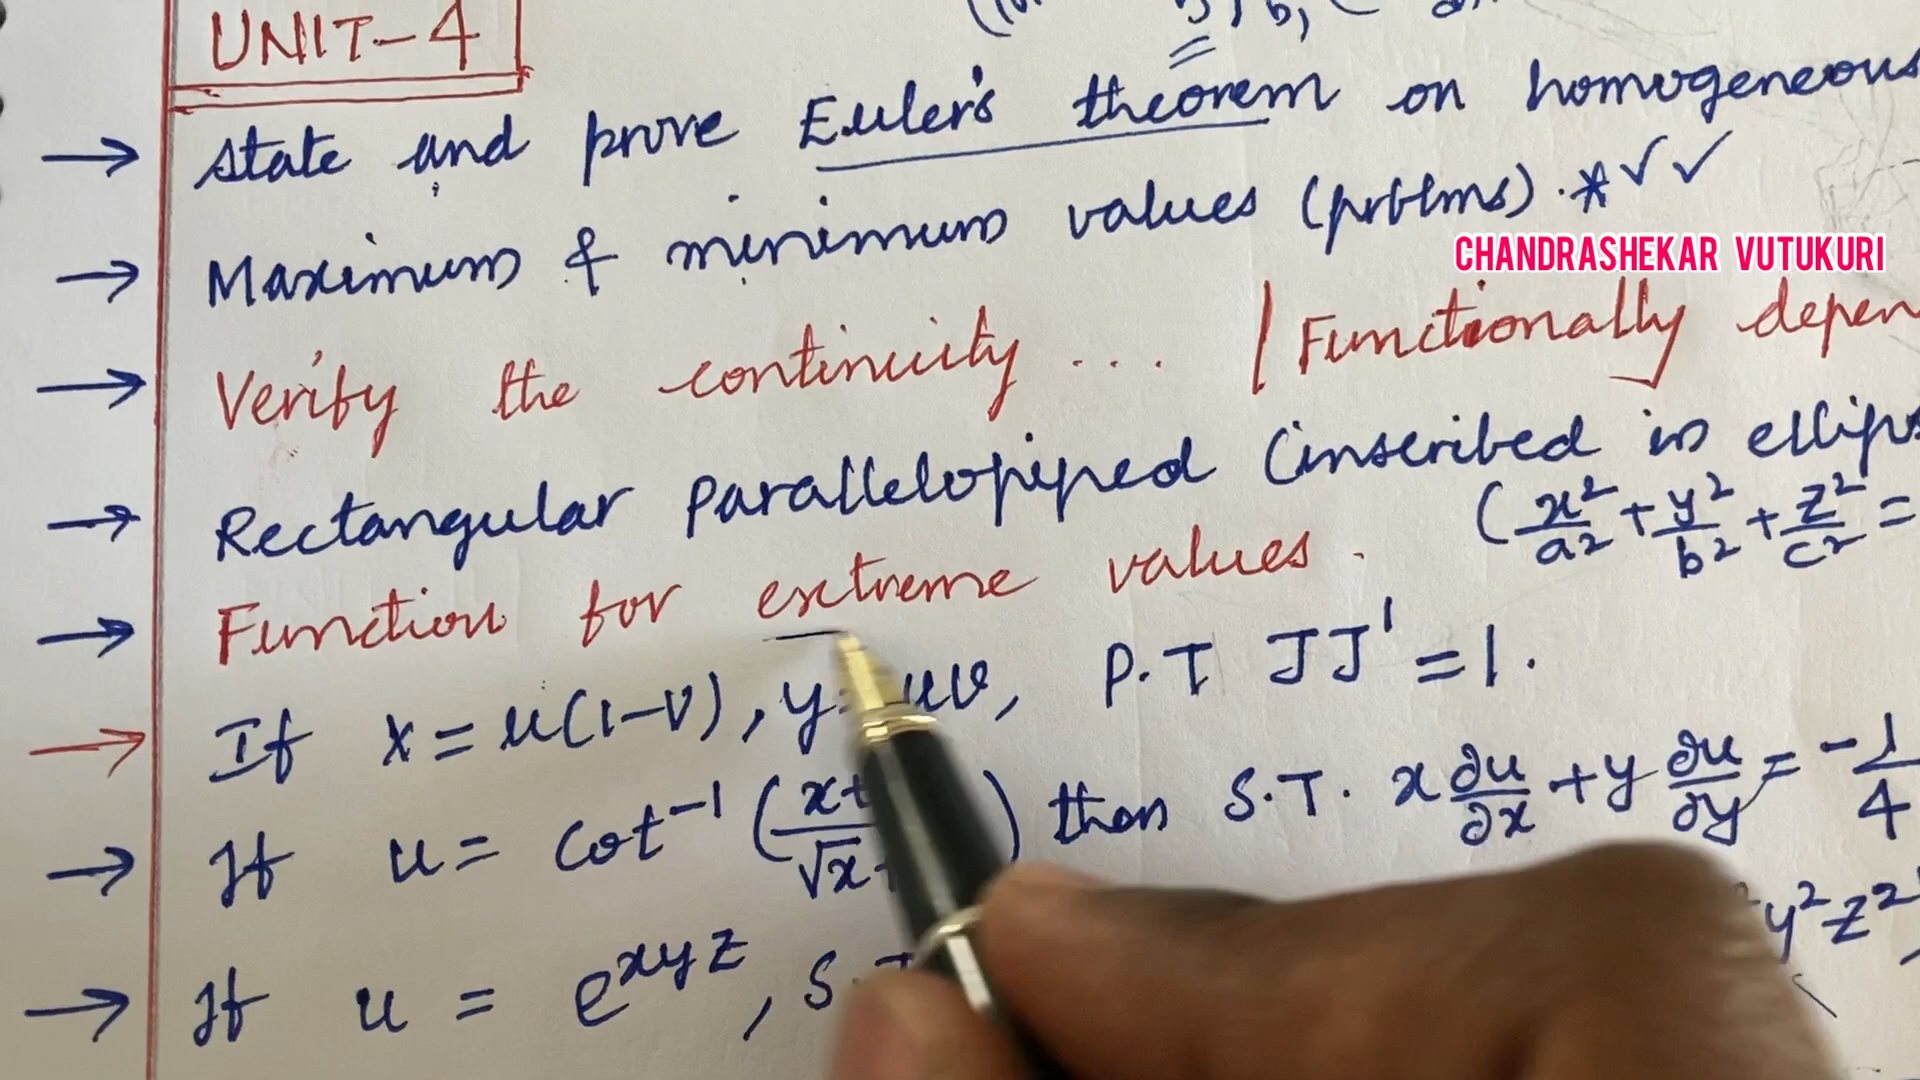 UNIT-4
state and prove Euler's theorem on homogeneous
Maximum & minimum values (problms). *✓✓
CHANDRASHEKAR VUTUKURI
Verify the continuity ... / Functionally depen
Rectangular parallelopiped (inscribed in ellips
(x²/a² + y²/b² + z²/c² =
Function for extreme values.
If x = u(1-v), y= uv, P.T JJ' = 1.
If u = cot⁻¹ (x+ / √x+ ) then S.T. x ∂u/∂x + y ∂u/∂y = -1/4
If u = e^xyz, S.T y²z²